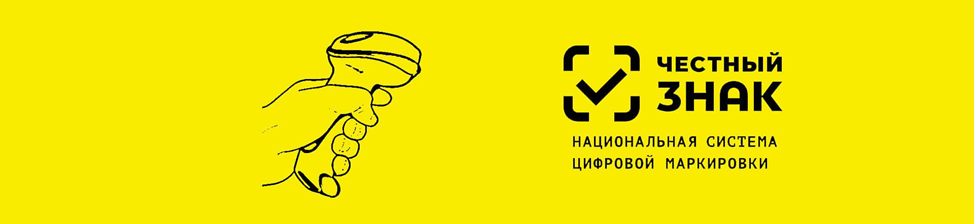 ЧЕСТНЫЙ
ЗНАК
НАЦИОНАЛЬНАЯ СИСТЕМА
ЦИФРОВОЙ МАРКИРОВКИ